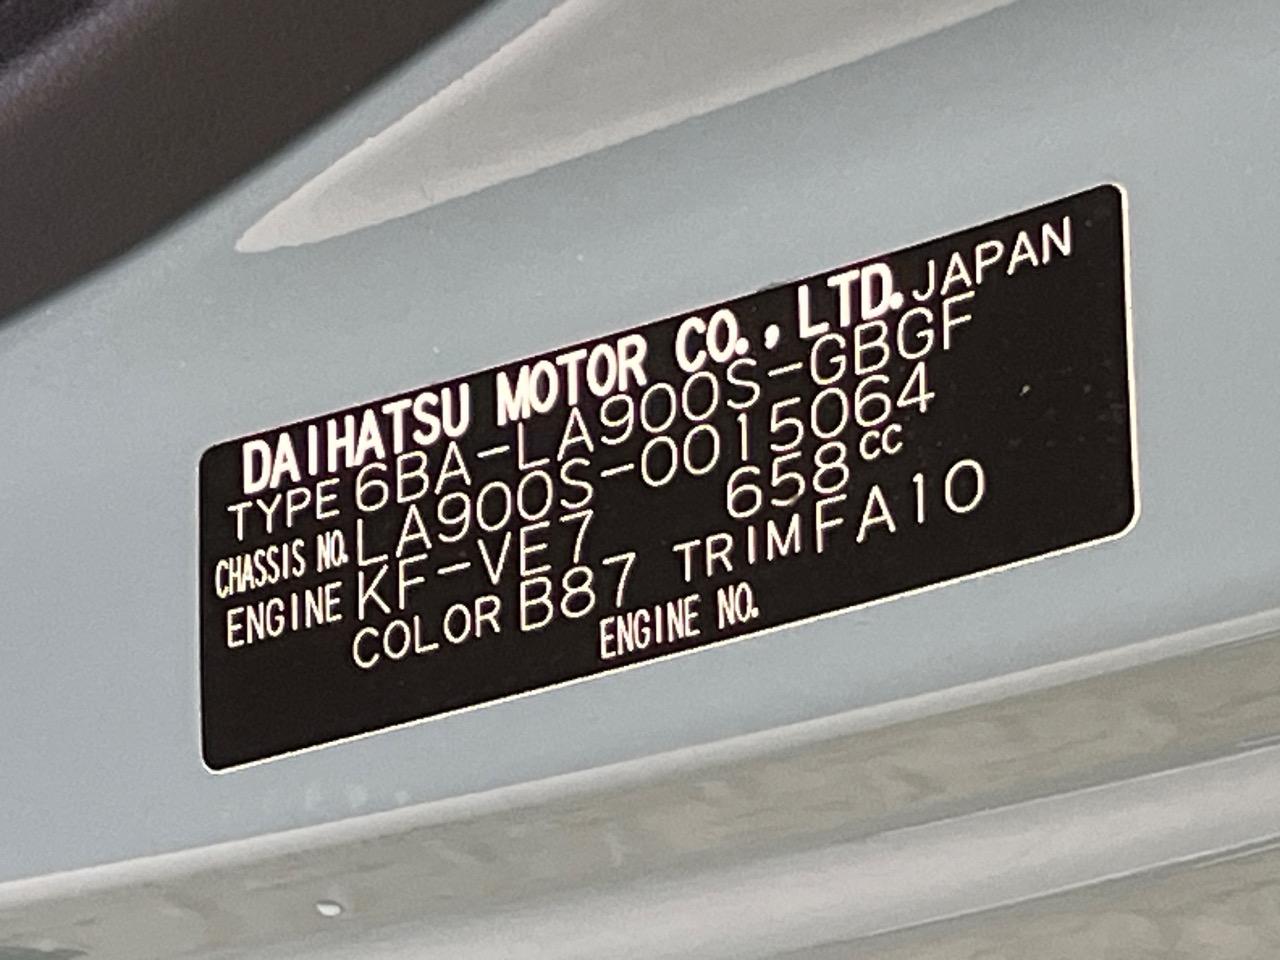 DAIHATSU MOTOR CO., LTD. JAPAN
TYPE 6BA-LA900S-GBGF
CHASSIS NO. LA900S-0015064
ENGINE KF-VE7 658cc
COLOR B87 TRIM FA10
ENGINE NO.